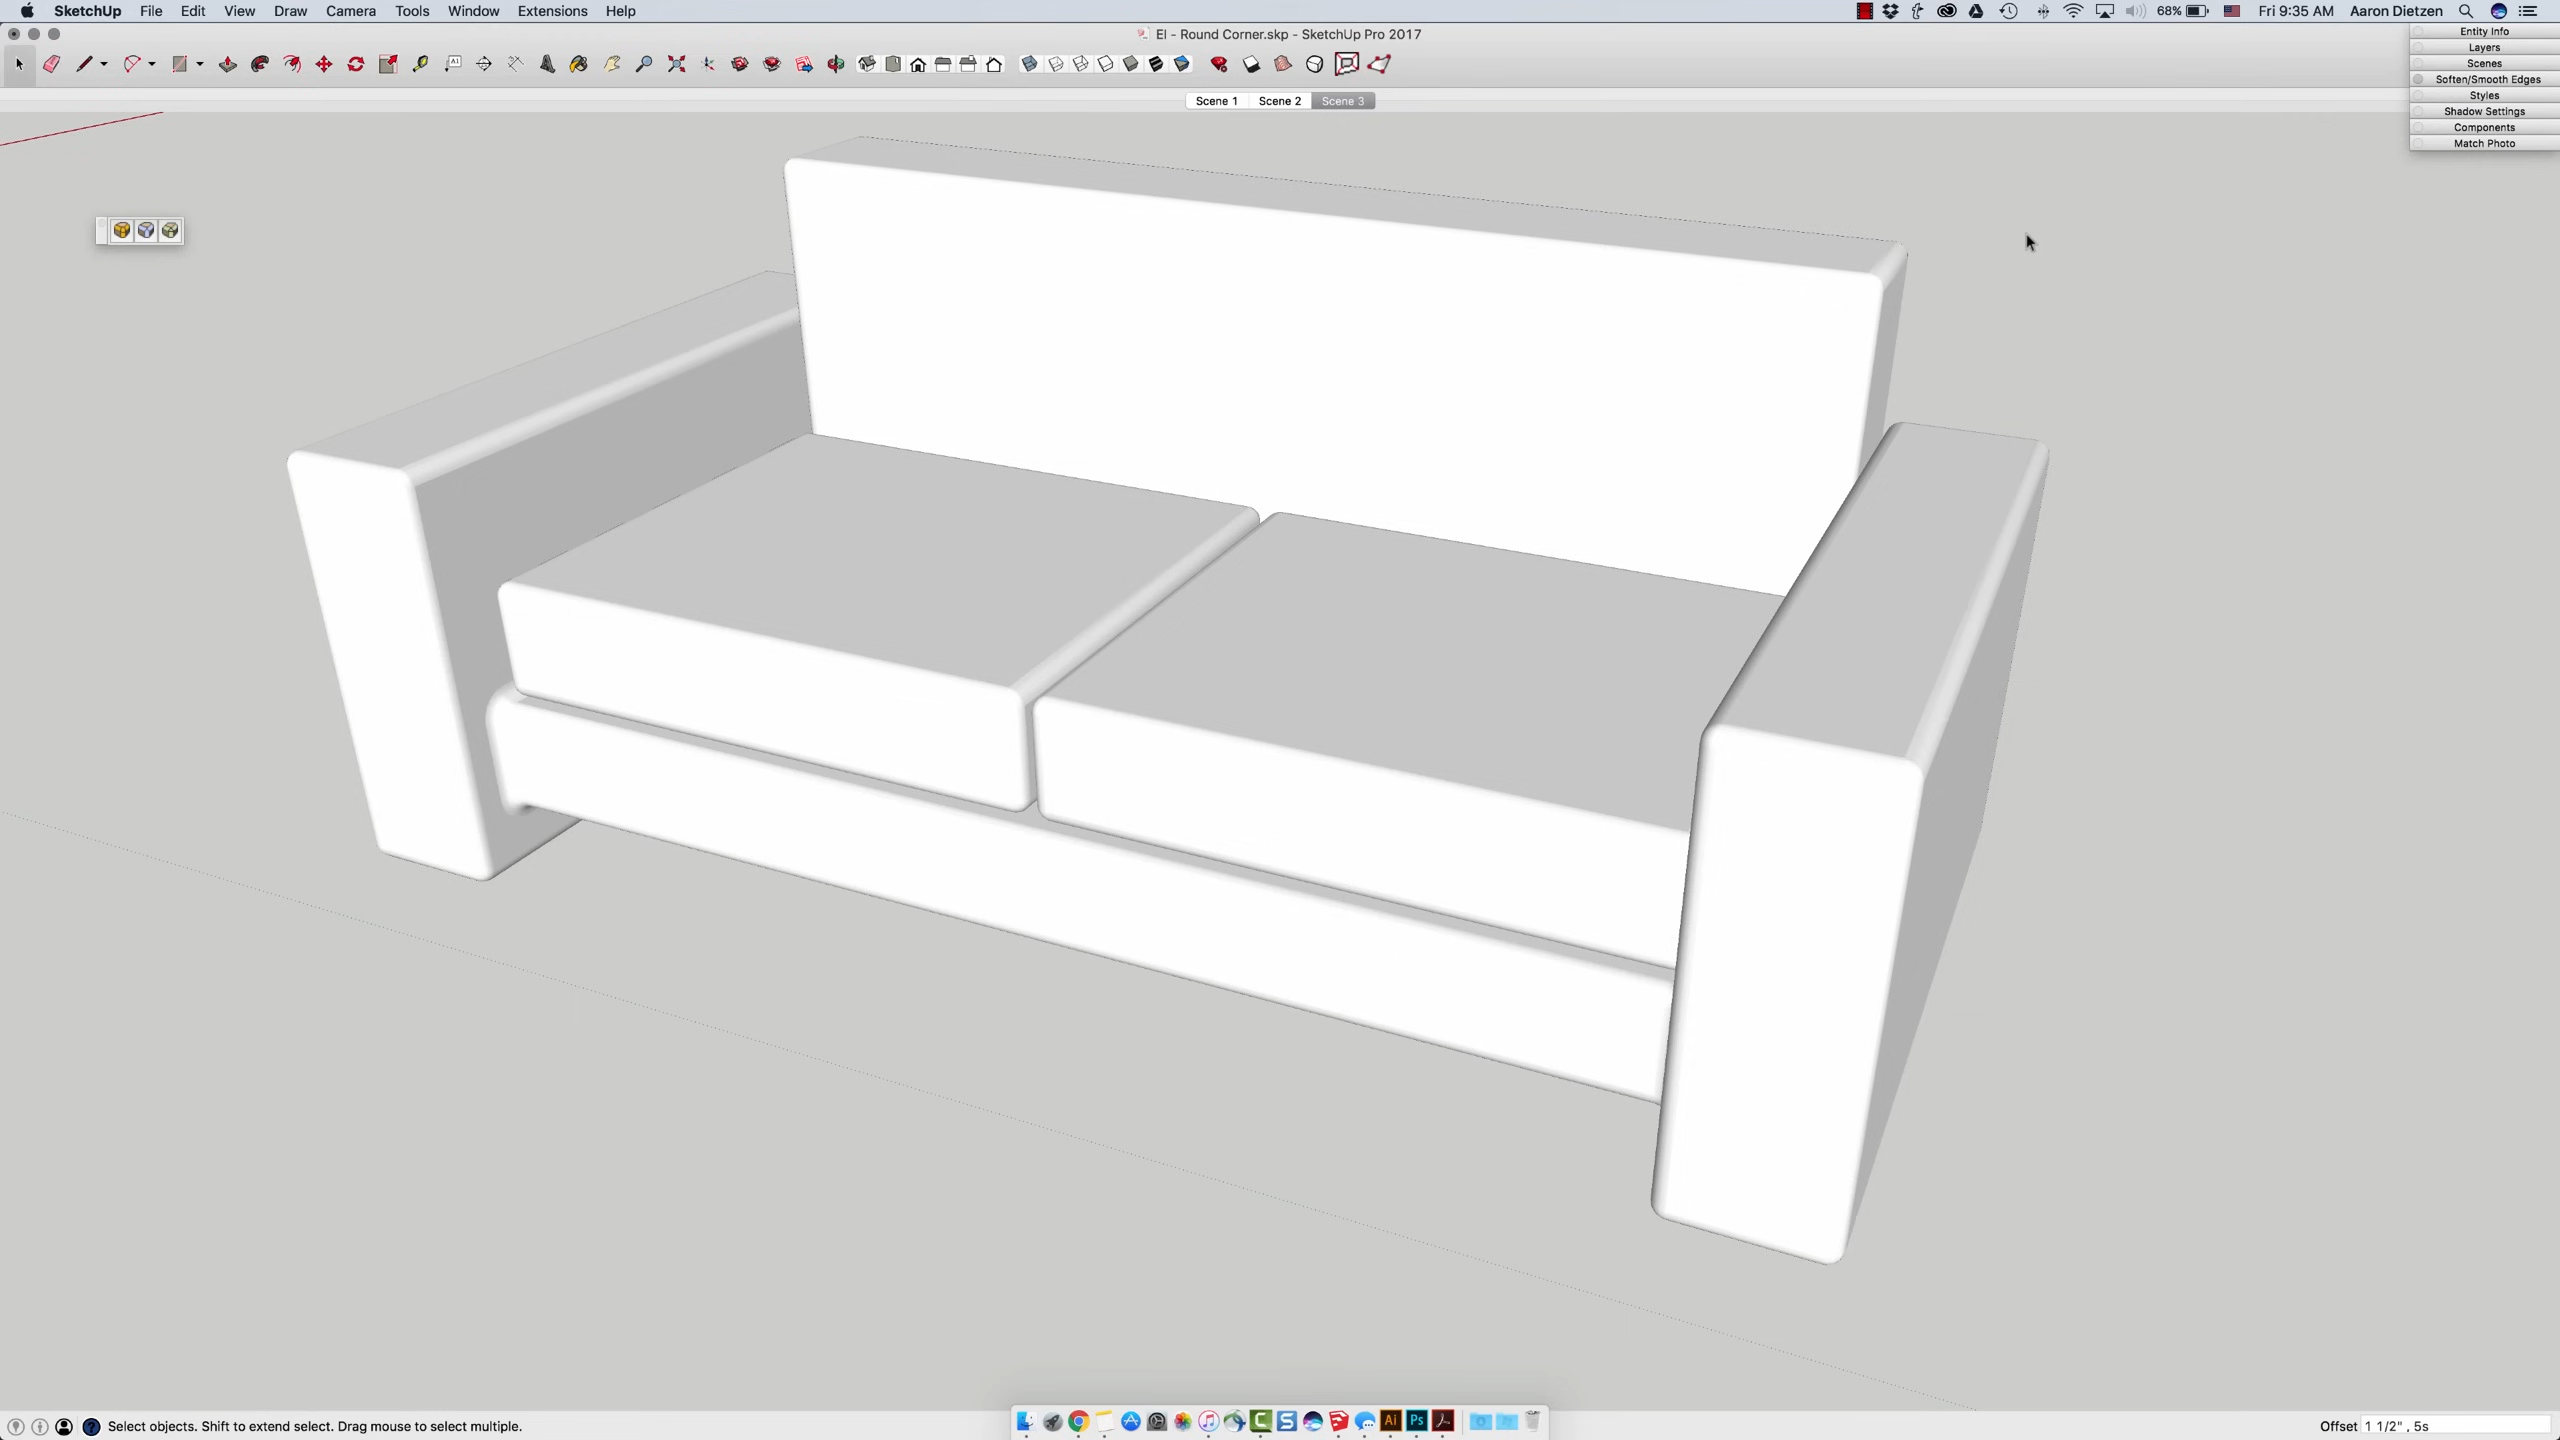 SketchUp File Edit View Draw Camera Tools Window Extensions Help 68% Fri 9:35 AM Aaron Dietzen
EI - Round Corner.skp - SketchUp Pro 2017
Entity Info
Layers
Scenes
Soften/Smooth Edges
Styles
Shadow Settings
Components
Match Photo
Scene 1 Scene 2 Scene 3
Ai Ps
Select objects. Shift to extend select. Drag mouse to select multiple.
Offset 1 1/2" , 5s